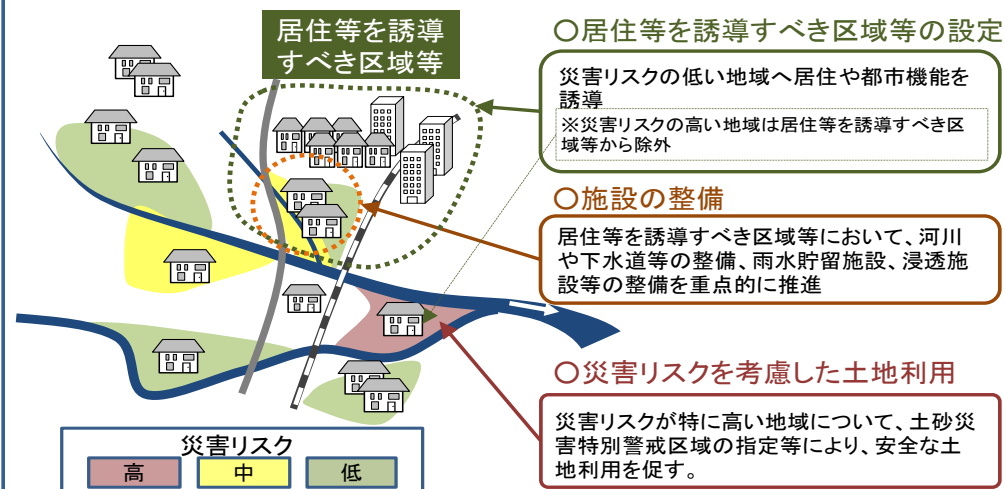 居住等を誘導
すべき区域等
〇居住等を誘導すべき区域等の設定
災害リスクの低い地域へ居住や都市機能を
誘導
※災害リスクの高い地域は居住等を誘導すべき区
域等から除外
〇施設の整備
居住等を誘導すべき区域等において、河川
や下水道等の整備、雨水貯留施設、浸透施
設等の整備を重点的に推進
〇災害リスクを考慮した土地利用
災害リスクが特に高い地域について、土砂災
害特別警戒区域の指定等により、安全な土
地利用を促す。
災害リスク
高
中
低